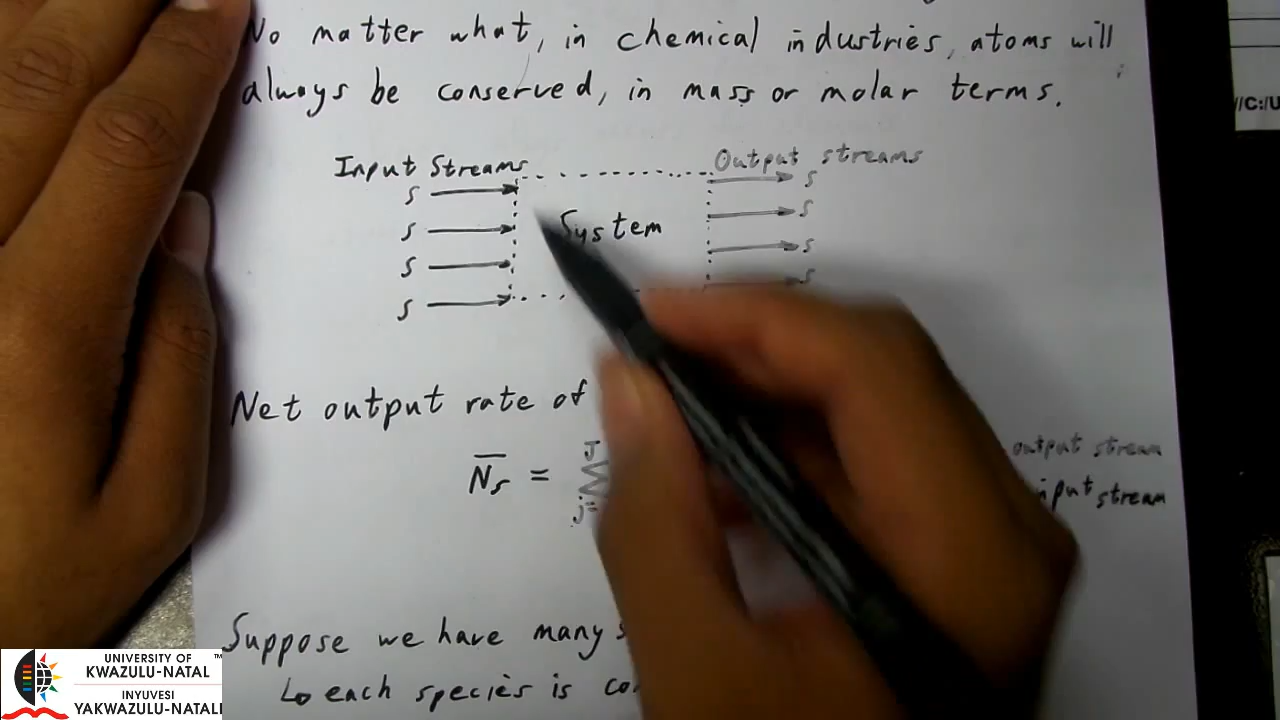 No matter what, in chemical industries, atoms will
always be conserved, in mass or molar terms.
Input Streams
Output streams
s
s
s
s
System
s
s
s
s
Net output rate of
N̅s = Σ
J
j=
output stream
input stream
Suppose we have many s
↳ each species is co
//C:/U
UNIVERSITY OF ™
KWAZULU-NATAL
INYUVESI
YAKWAZULU-NATALI